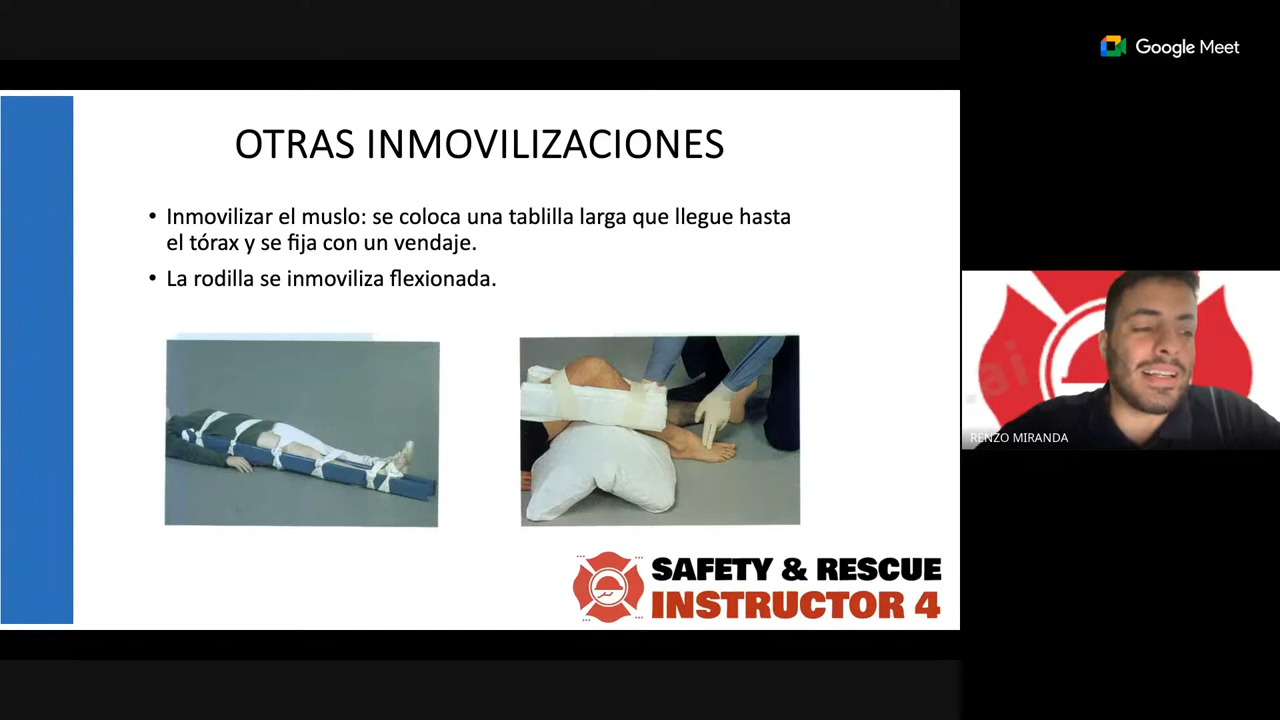 Google Meet
OTRAS INMOVILIZACIONES
• Inmovilizar el muslo: se coloca una tablilla larga que llegue hasta
el tórax y se fija con un vendaje.
• La rodilla se inmoviliza flexionada.
.ai
RENZO MIRANDA
SAFETY & RESCUE
INSTRUCTOR 4